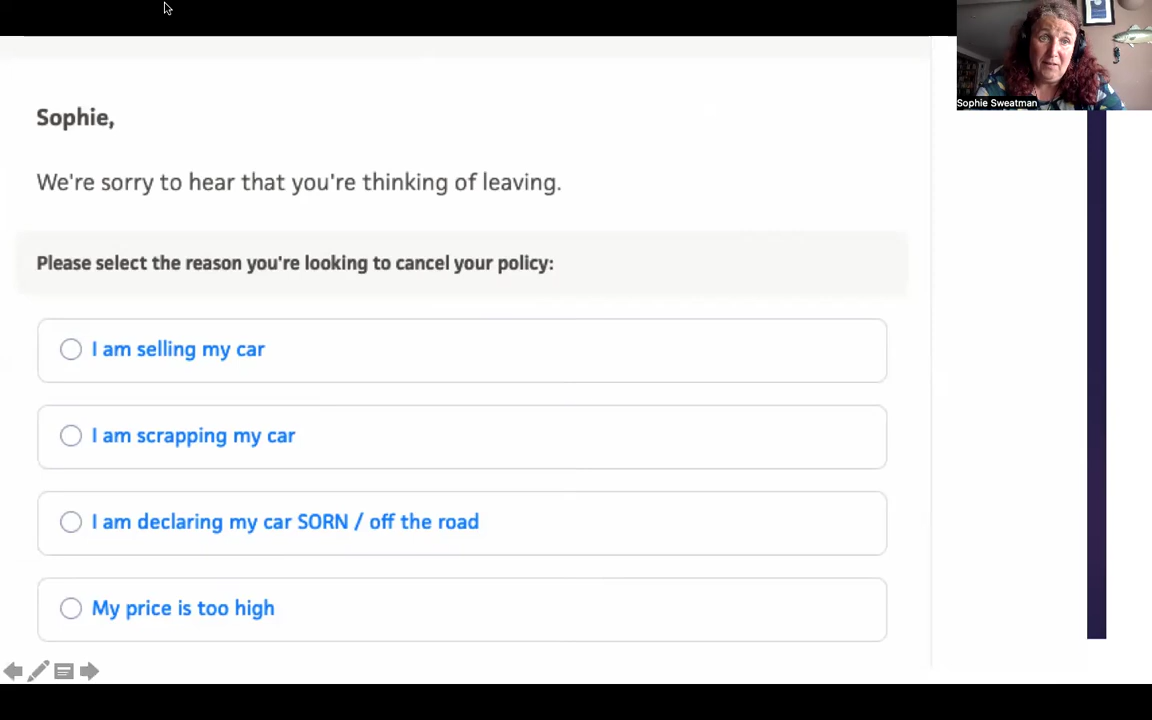 Sophie,
We're sorry to hear that you're thinking of leaving.
Please select the reason you're looking to cancel your policy:
I am selling my car
I am scrapping my car
I am declaring my car SORN / off the road
My price is too high
Sophie Sweatman